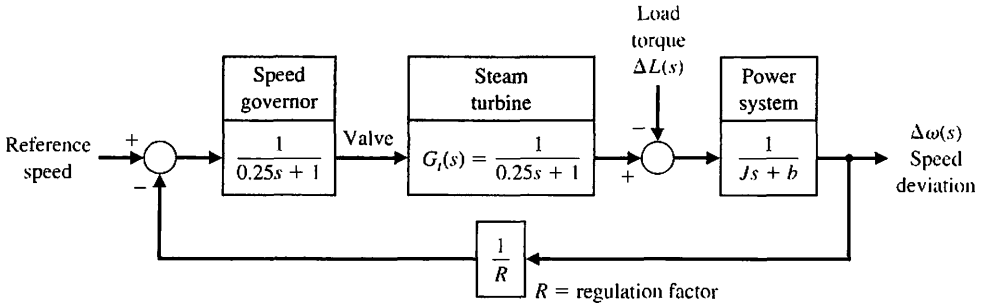 Load
torque
ΔL(s)
Speed
governor
Steam
turbine
Power
system
Reference
speed
+
−
1
0.25s + 1
Valve
G_t(s) = 1
0.25s + 1
−
+
1
Js + b
Δω(s)
Speed
deviation
1
R
R = regulation factor